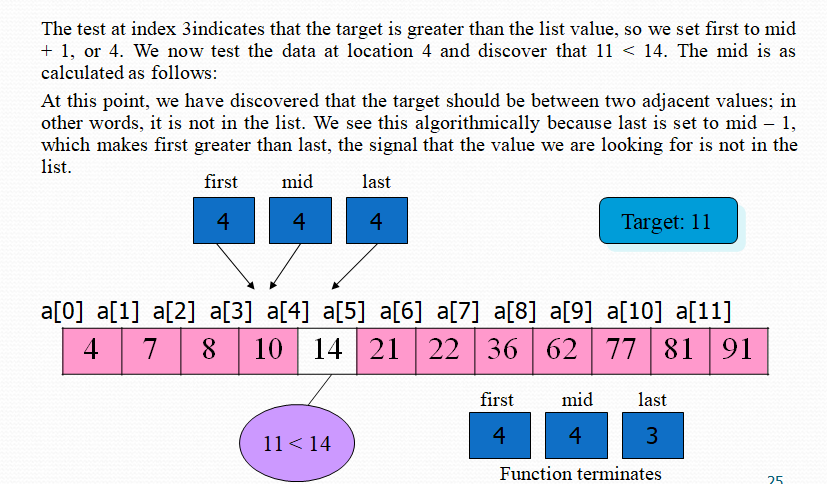 The test at index 3indicates that the target is greater than the list value, so we set first to mid
+ 1, or 4. We now test the data at location 4 and discover that 11 < 14. The mid is as
calculated as follows:
At this point, we have discovered that the target should be between two adjacent values; in
other words, it is not in the list. We see this algorithmically because last is set to mid – 1,
which makes first greater than last, the signal that the value we are looking for is not in the
list.
first mid last
4 4 4
Target: 11
a[0] a[1] a[2] a[3] a[4] a[5] a[6] a[7] a[8] a[9] a[10] a[11]
4 7 8 10 14 21 22 36 62 77 81 91
11 < 14
first mid last
4 4 3
Function terminates
25